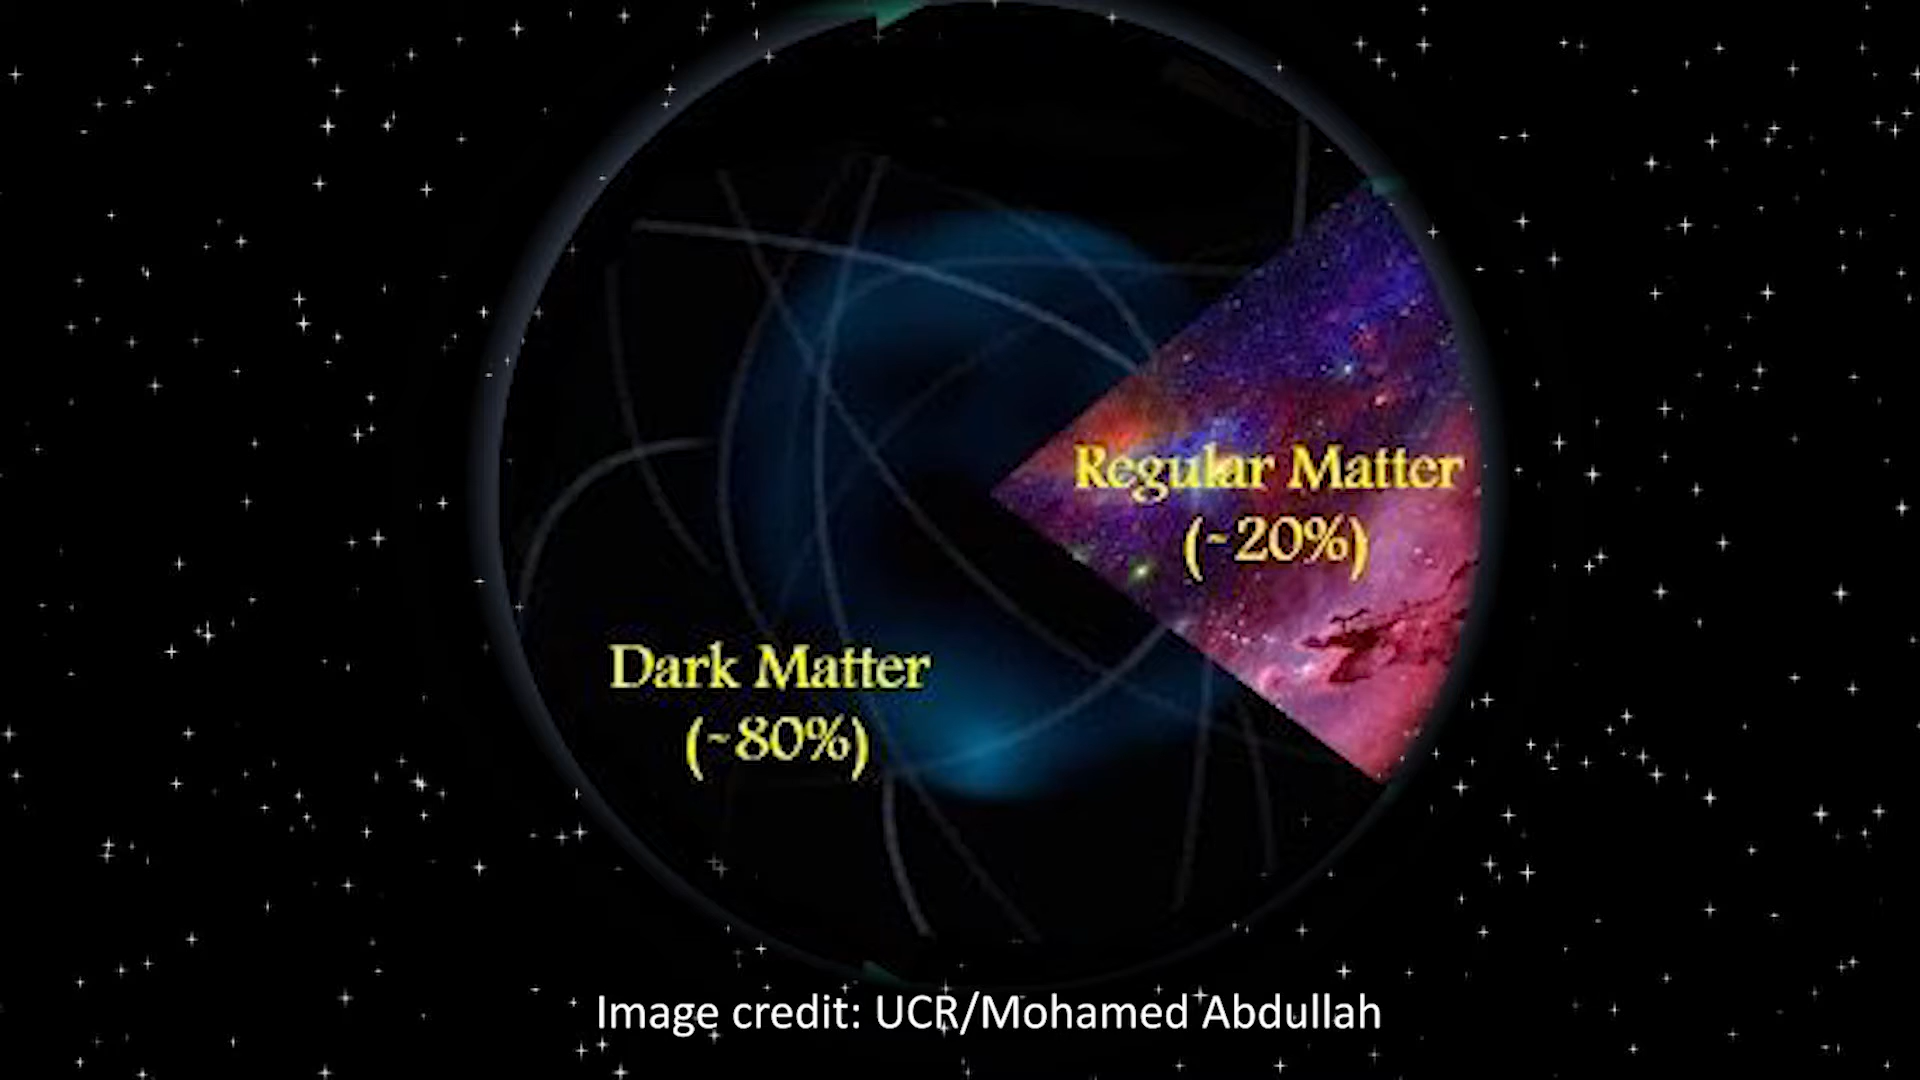 Regular Matter
(~20%)
Dark Matter
(~80%)
Image credit: UCR/Mohamed Abdullah